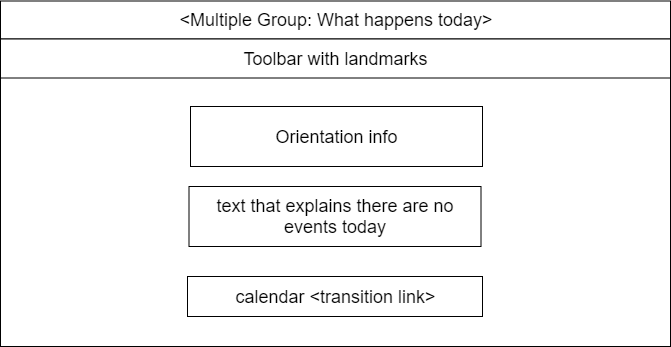 <Multiple Group: What happens today>
Toolbar with landmarks
Orientation info
text that explains there are no
events today
calendar <transition link>